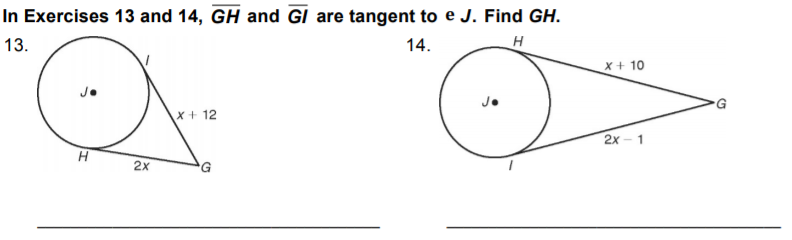 In Exercises 13 and 14, GH and GI are tangent to e J. Find GH.
13.
I
J
x + 12
H
2x
G
14.
H
x + 10
J
G
2x – 1
I